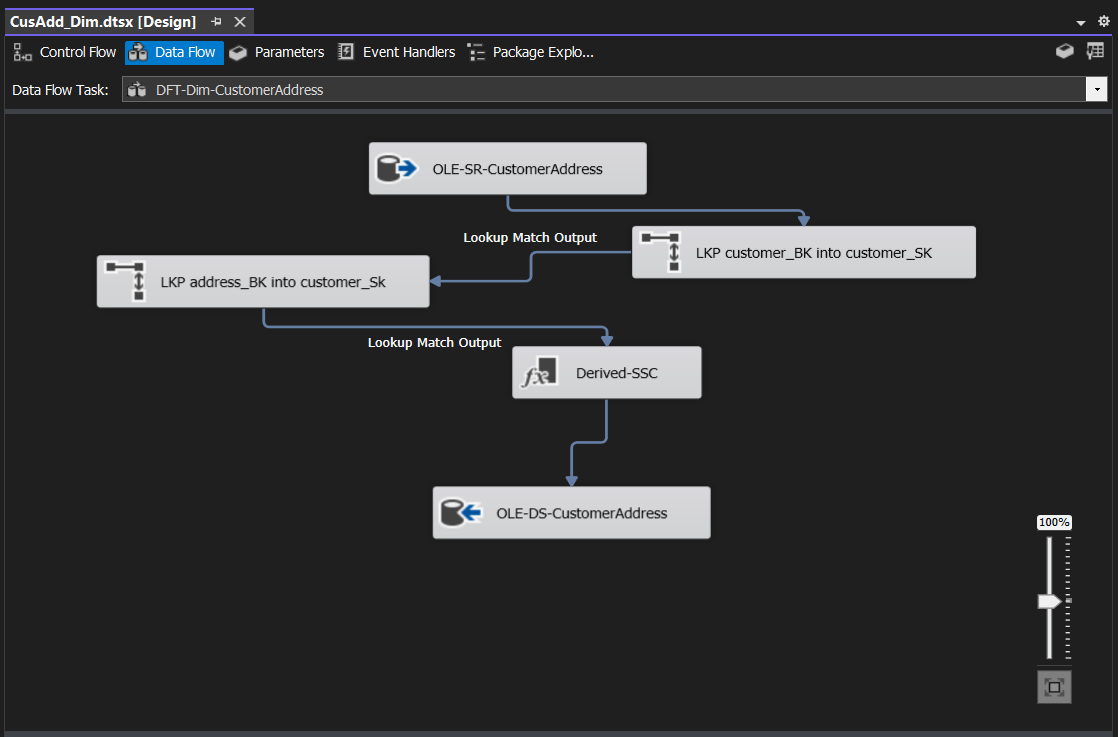 CusAdd_Dim.dtsx [Design]
Control Flow Data Flow Parameters Event Handlers Package Explo...
Data Flow Task: DFT-Dim-CustomerAddress
OLE-SR-CustomerAddress
Lookup Match Output
LKP customer_BK into customer_SK
LKP address_BK into customer_Sk
Lookup Match Output
Derived-SSC
OLE-DS-CustomerAddress
100%